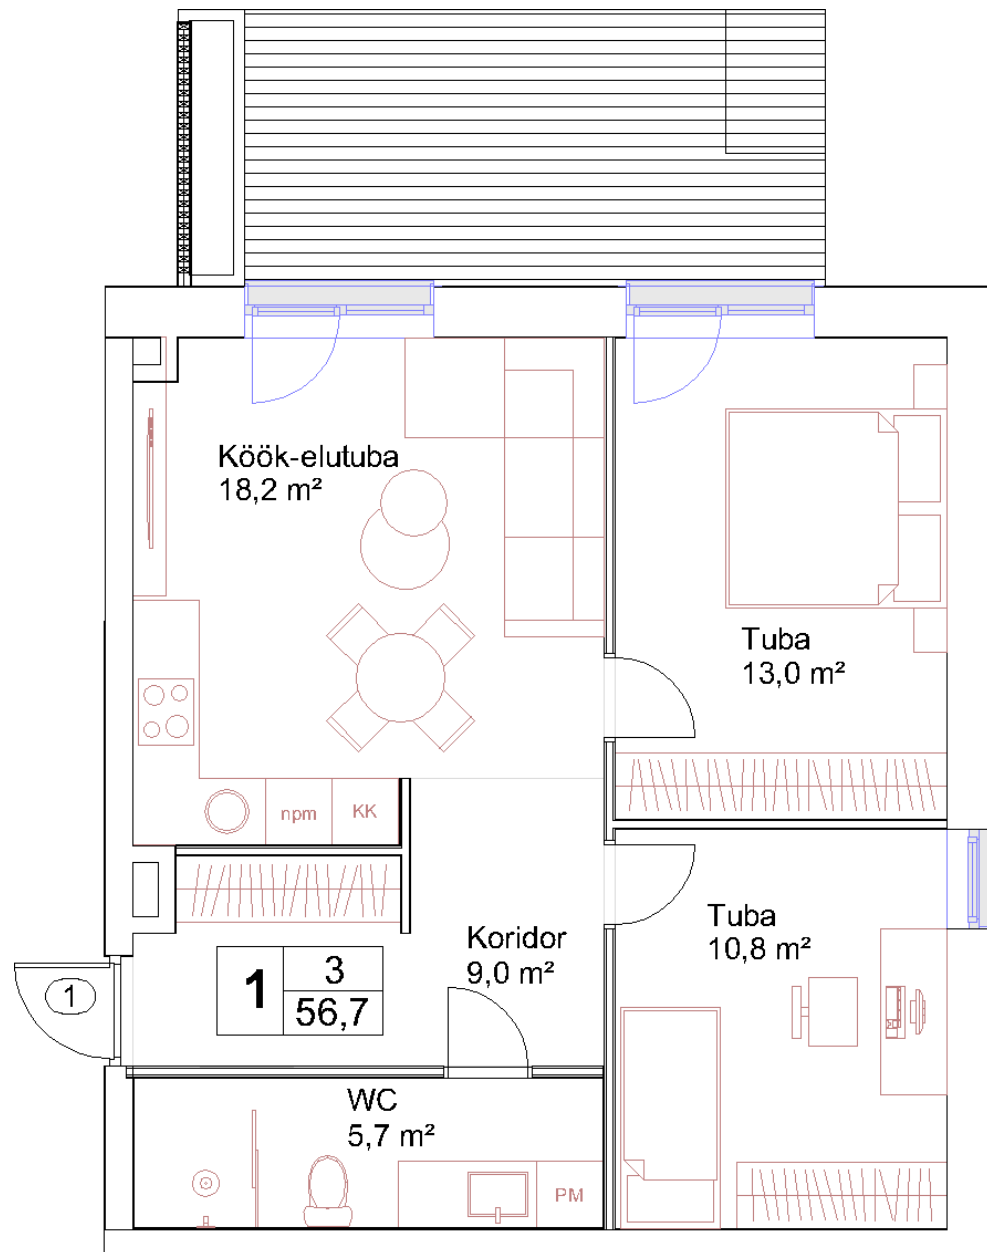 Köök-elutuba
18,2 m²
Tuba
13,0 m²
npm
KK
Tuba
10,8 m²
Koridor
9,0 m²
1
3
56,7
1
WC
5,7 m²
PM